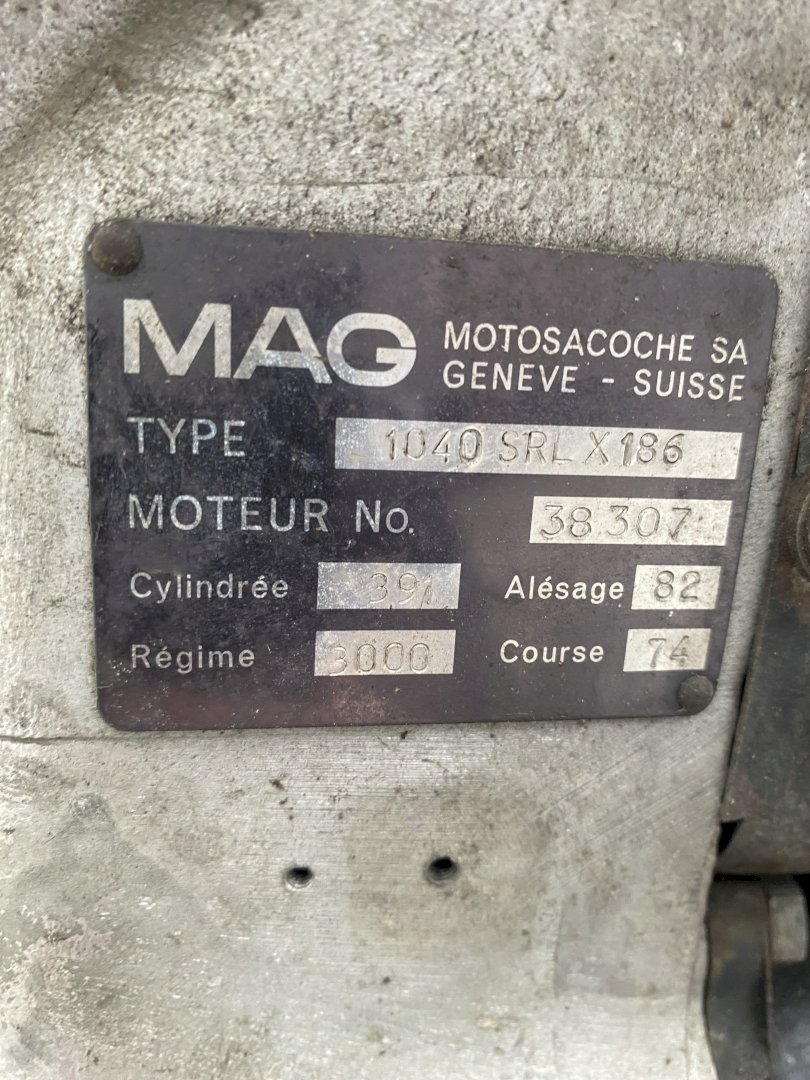 MAG MOTOSACOCHE SA
GENEVE - SUISSE
TYPE 1040 SRL X186
MOTEUR No. 38307
Cylindrée 391 Alésage 82
Régime 3000 Course 74